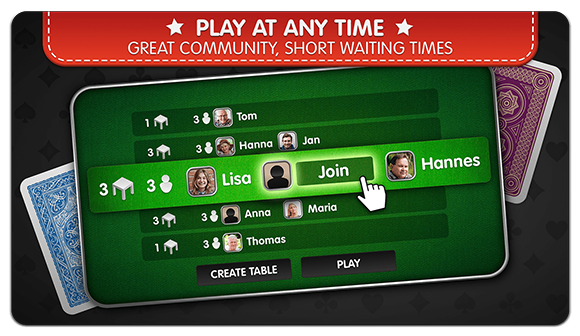 PLAY AT ANY TIME
GREAT COMMUNITY, SHORT WAITING TIMES
1 3 Tom
3 3 Hanna Jan
3 3 Lisa Join Hannes
3 3 Anna Maria
1 3 Thomas
CREATE TABLE PLAY